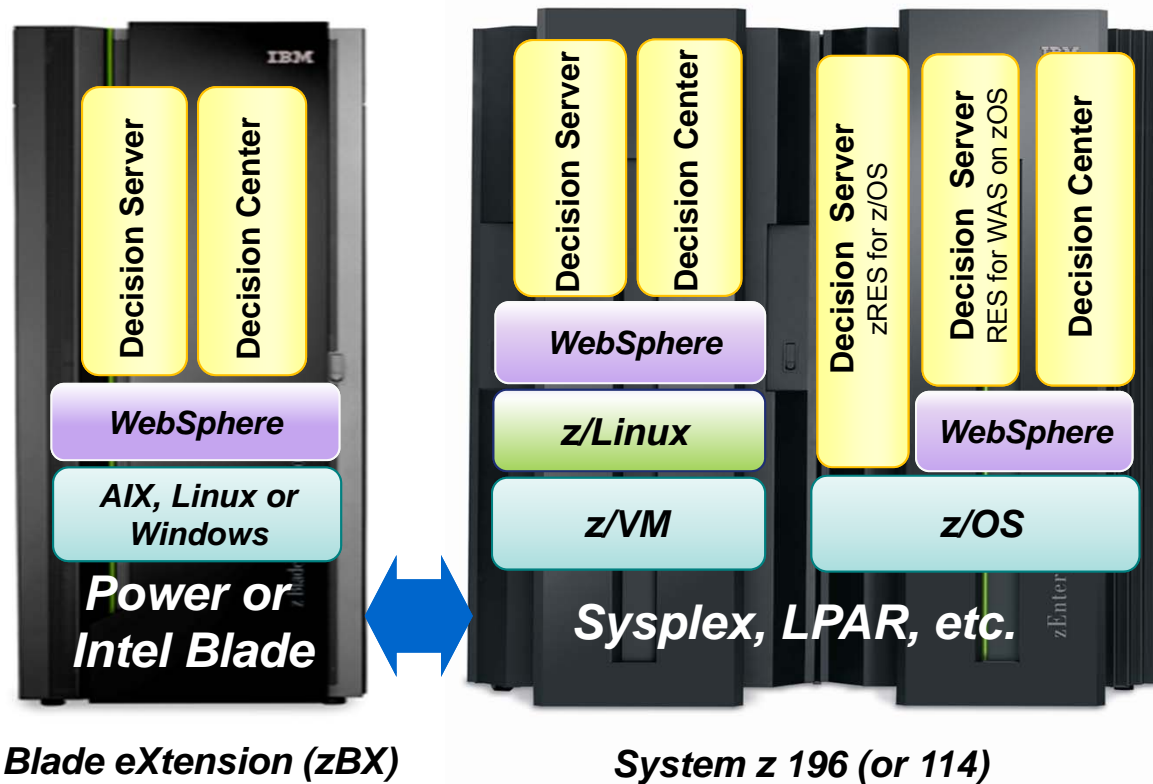 IBM
Decision Server
Decision Center
WebSphere
AIX, Linux or
Windows
Power or
Intel Blade
Blade eXtension (zBX)
Decision Server
Decision Center
WebSphere
z/Linux
z/VM
Decision Server
zRES for z/OS
Decision Server
RES for WAS on zOS
Decision Center
WebSphere
z/OS
Sysplex, LPAR, etc.
zEnter
System z 196 (or 114)